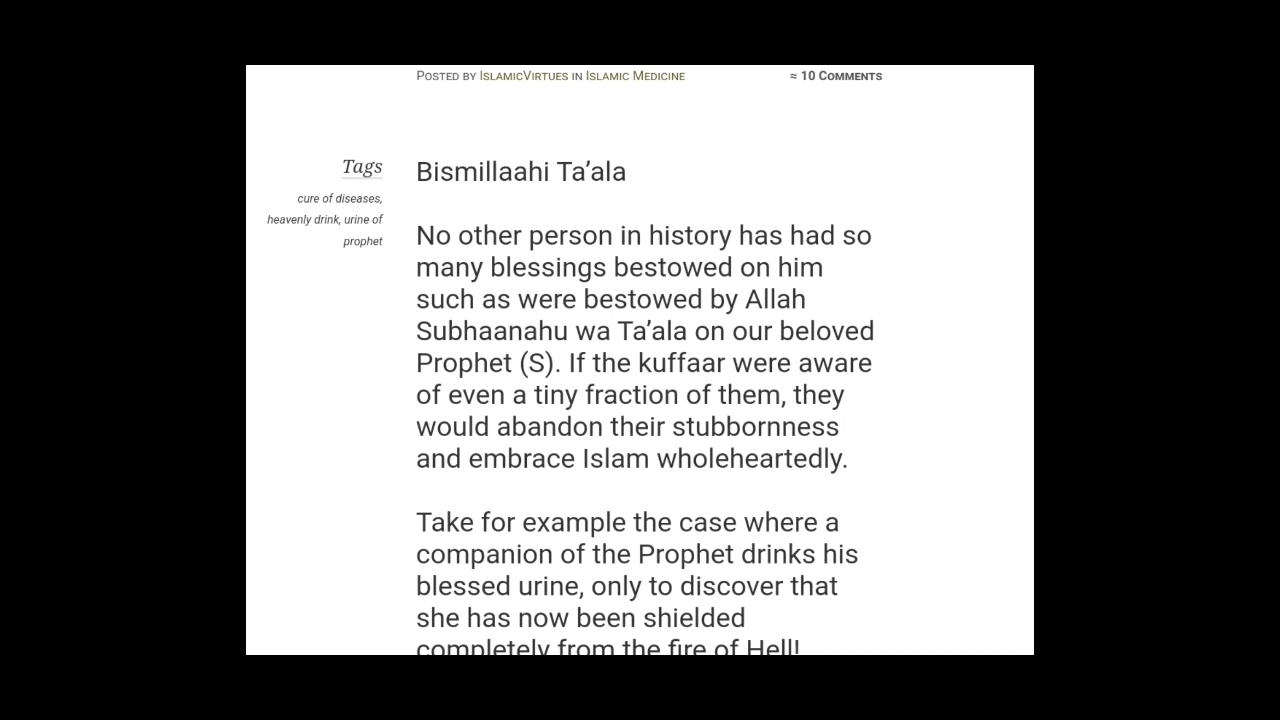 Posted by IslamicVirtues in Islamic Medicine
≈ 10 Comments
Tags
cure of diseases,
heavenly drink, urine of
prophet
Bismillaahi Ta’ala
No other person in history has had so
many blessings bestowed on him
such as were bestowed by Allah
Subhaanahu wa Ta’ala on our beloved
Prophet (S). If the kuffaar were aware
of even a tiny fraction of them, they
would abandon their stubbornness
and embrace Islam wholeheartedly.
Take for example the case where a
companion of the Prophet drinks his
blessed urine, only to discover that
she has now been shielded
completely from the fire of Hell!